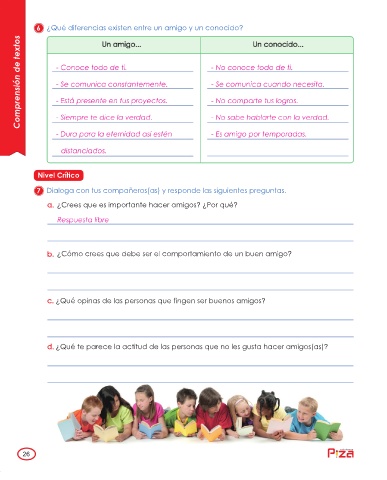 Comprensión de textos
6 ¿Qué diferencias existen entre un amigo y un conocido?
Un amigo...
- Conoce todo de ti.
- Se comunica constantemente.
- Está presente en tus proyectos.
- Siempre te dice la verdad.
- Dura para la eternidad así estén
distanciados.
Un conocido...
- No conoce todo de ti.
- Se comunica cuando necesita.
- No comparte tus logros.
- No sabe hablarte con la verdad.
- Es amigo por temporadas.
Nivel Crítico
7 Dialoga con tus compañeros(as) y responde las siguientes preguntas.
a. ¿Crees que es importante hacer amigos? ¿Por qué?
Respuesta libre
b. ¿Cómo crees que debe ser el comportamiento de un buen amigo?
c. ¿Qué opinas de las personas que fingen ser buenos amigos?
d. ¿Qué te parece la actitud de las personas que no les gusta hacer amigos(as)?
26
Piza